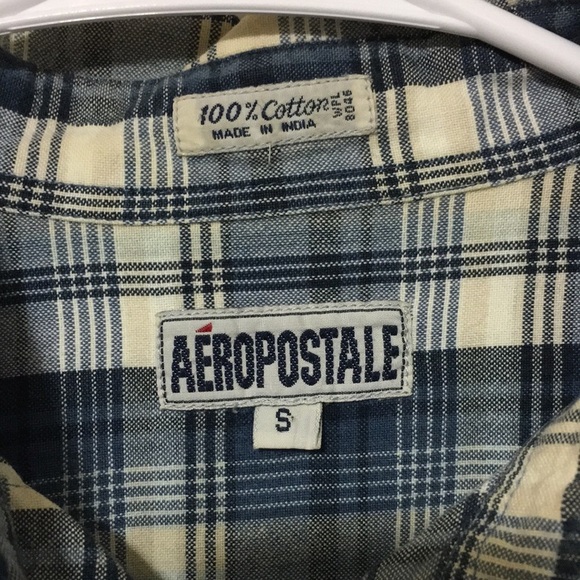 100% Cotton
MADE IN INDIA
WPL
8046
AÉROPOSTALE
S